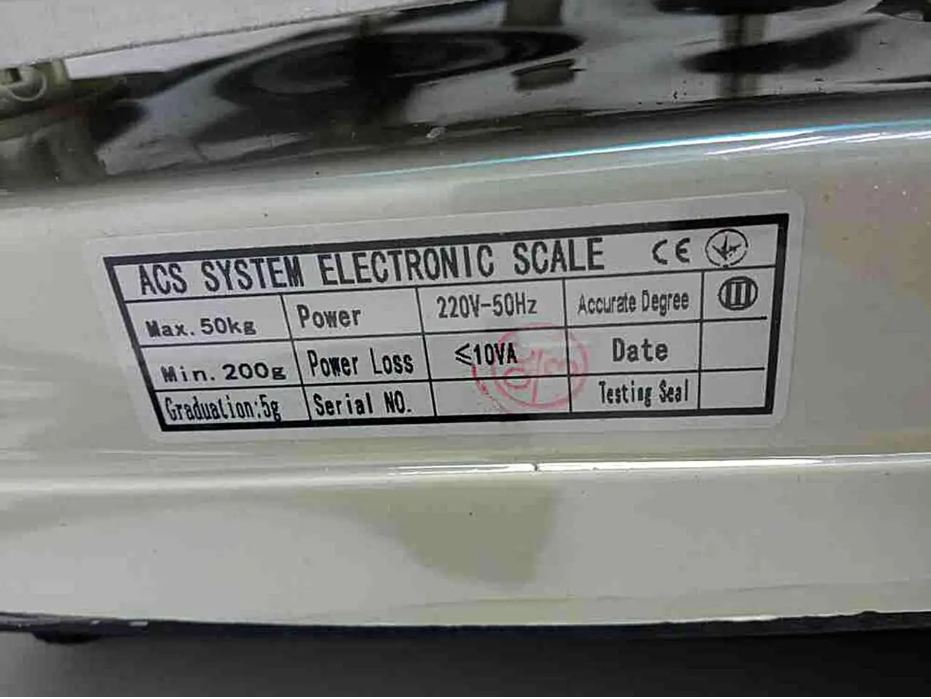 ACS SYSTEM ELECTRONIC SCALE CE
Max. 50kg Power 220V-50Hz Accurate Degree III
Min. 200g Power Loss ≤10VA Date
Graduation:5g Serial NO. Testing Seal